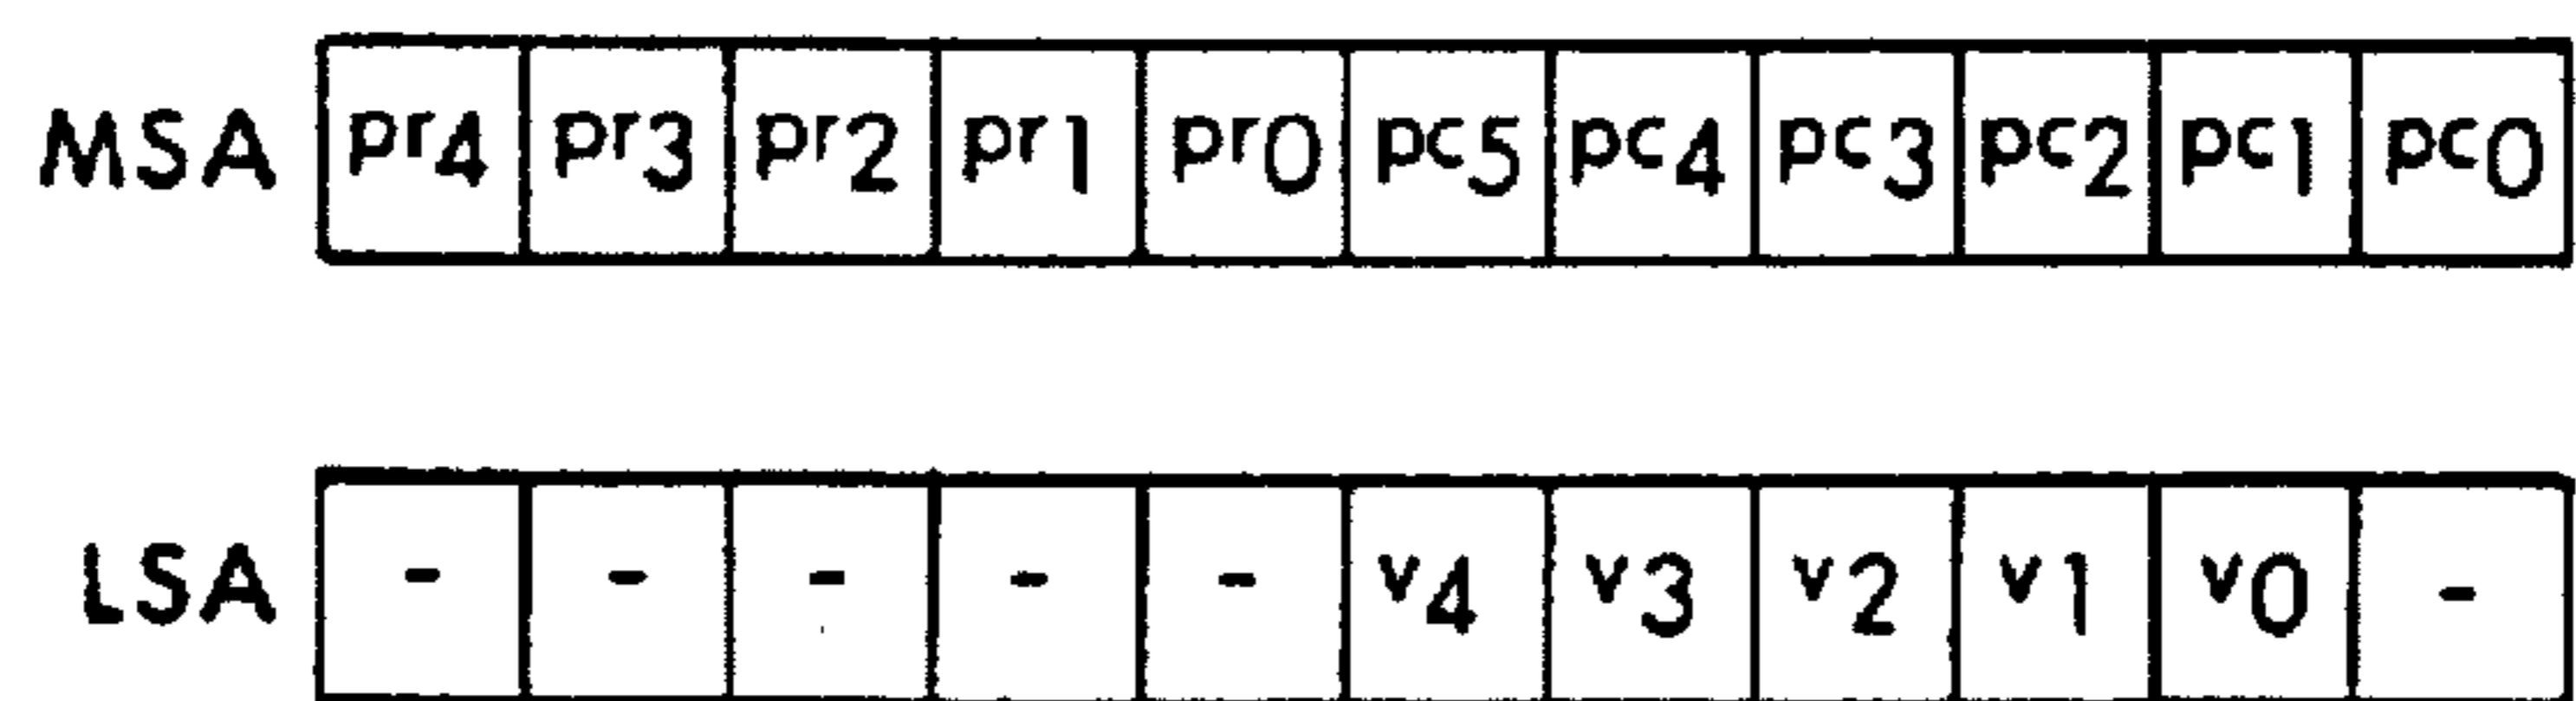 MSA pr4 pr3 pr2 pr1 pr0 pc5 pc4 pc3 pc2 pc1 pc0
LSA - - - - - v4 v3 v2 v1 v0 -